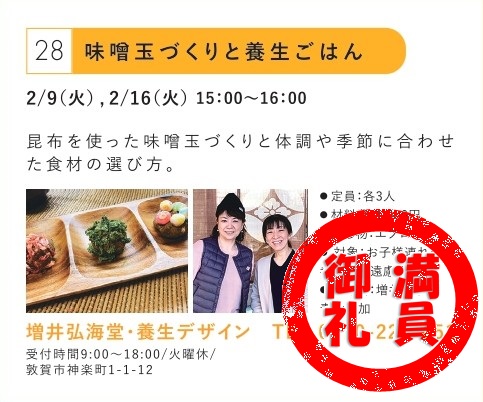 28 味噌玉づくりと養生ごはん
2/9(火),2/16(火) 15:00〜16:00
昆布を使った味噌玉づくりと体調や季節に合わせ
た食材の選び方。
●定員:各3人
満員
御礼
増井弘海堂・養生デザイン
受付時間9:00〜18:00/火曜休/
敦賀市神楽町1-1-12